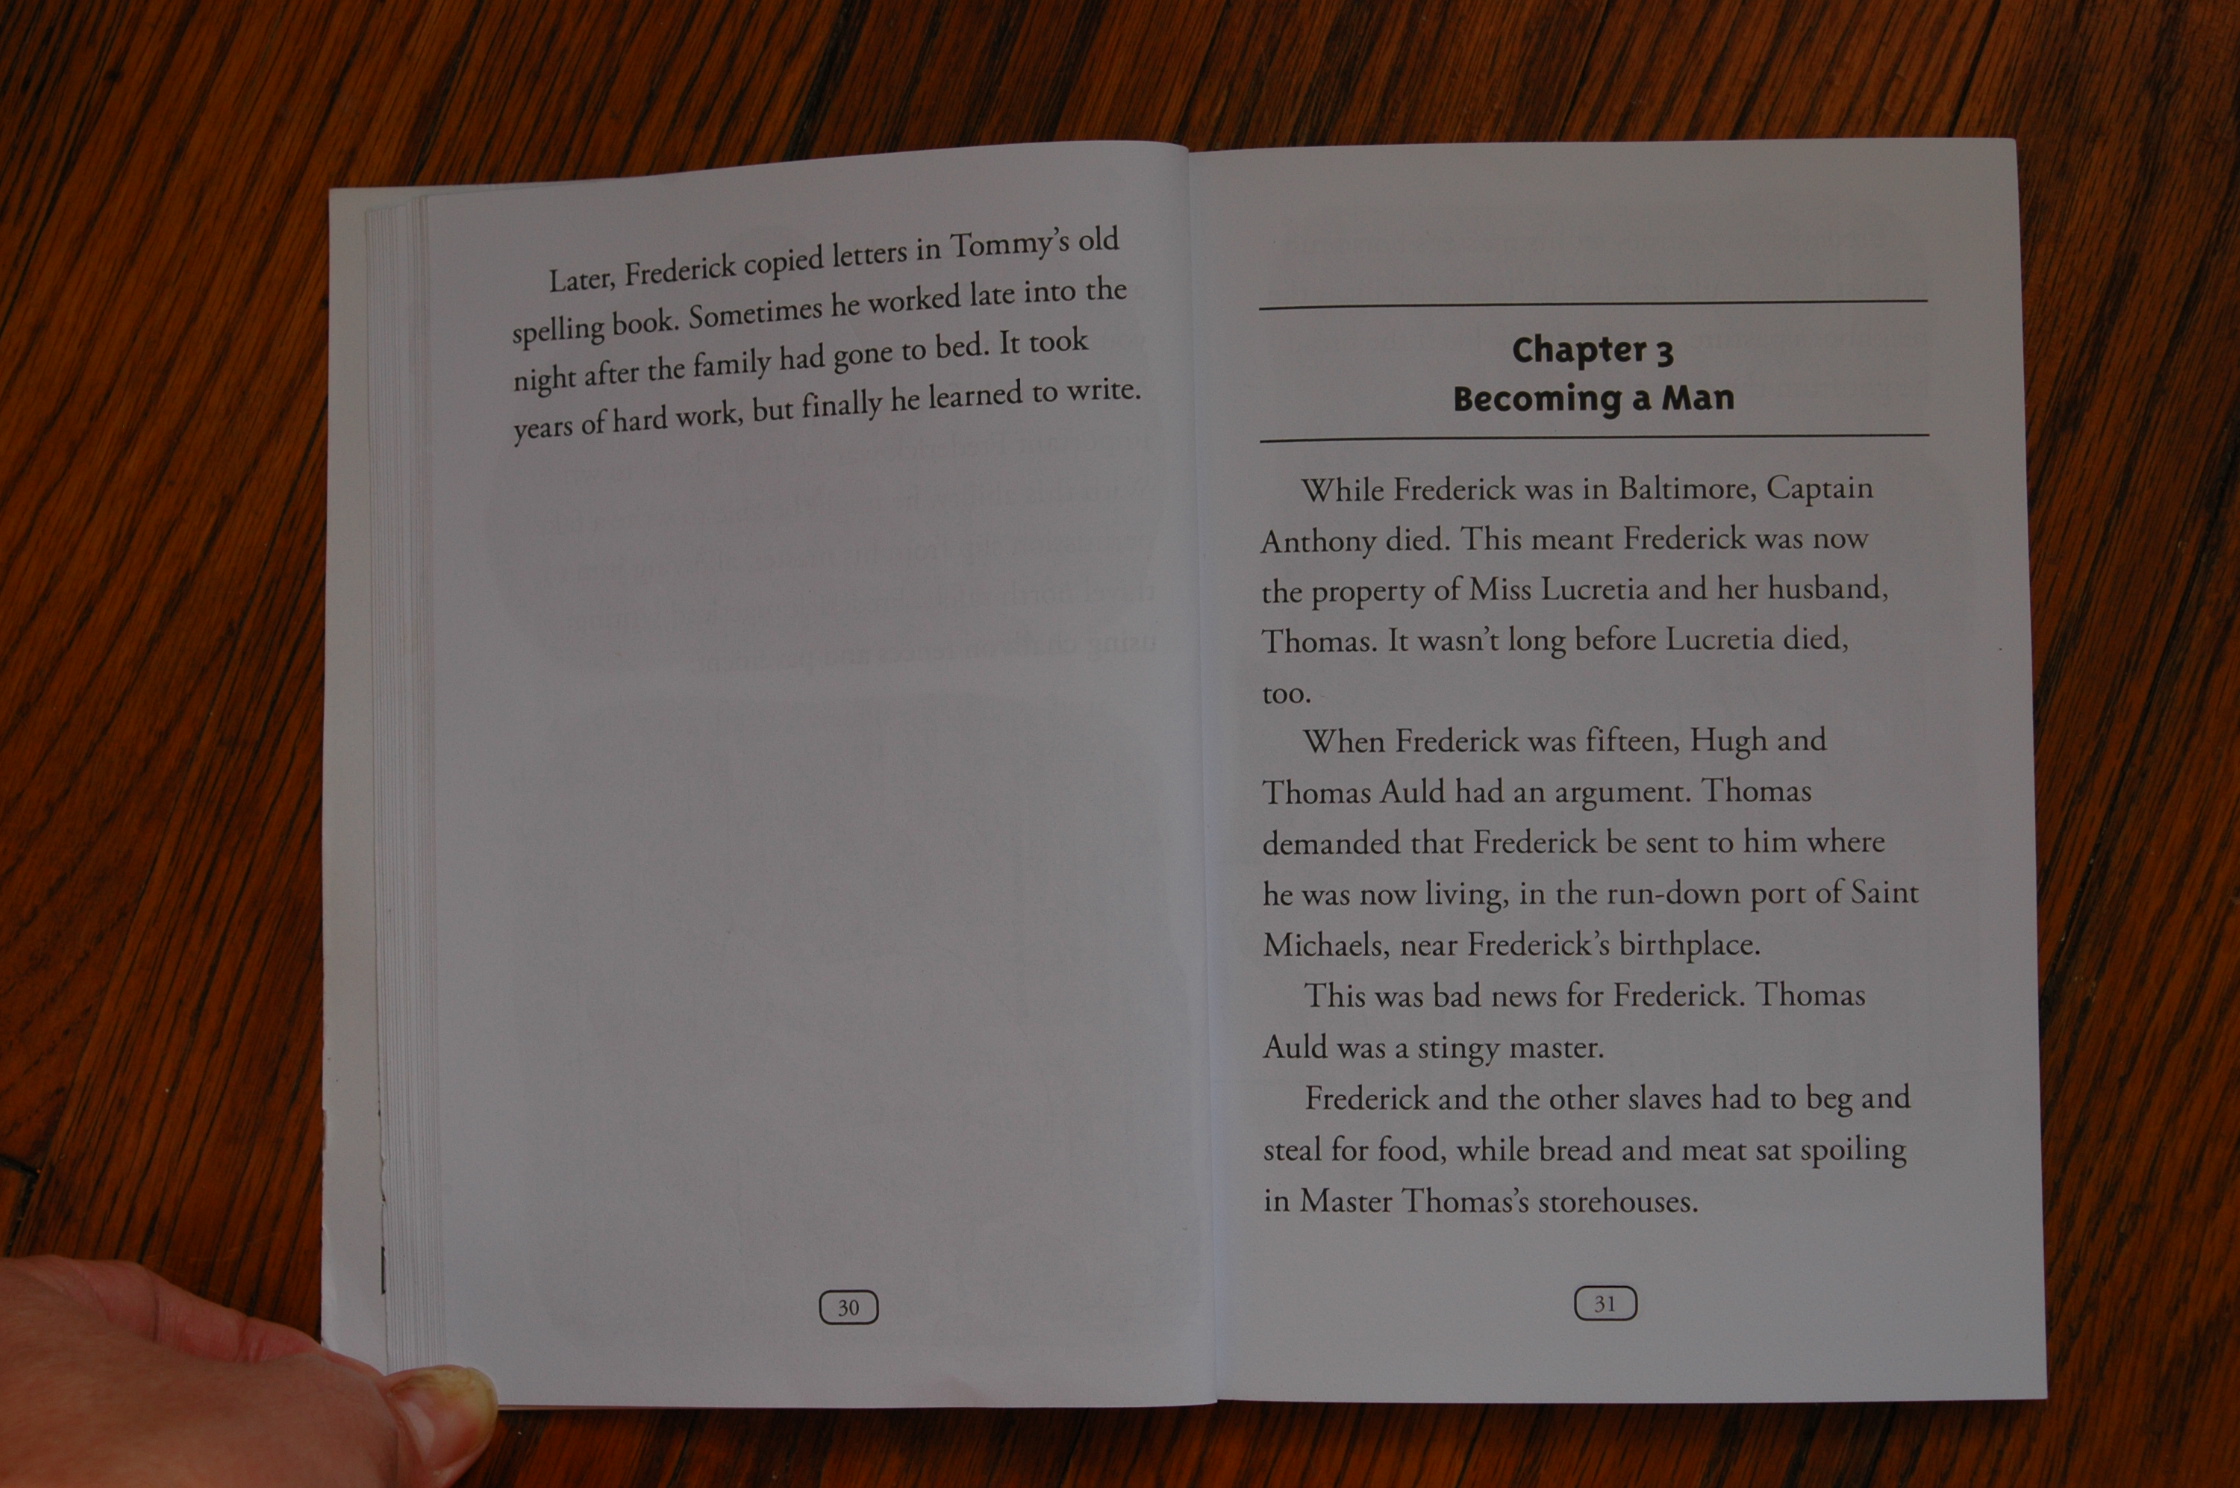 Later, Frederick copied letters in Tommy's old
spelling book. Sometimes he worked late into the
night after the family had gone to bed. It took
years of hard work, but finally he learned to write.
30
Chapter 3
Becoming a Man
While Frederick was in Baltimore, Captain
Anthony died. This meant Frederick was now
the property of Miss Lucretia and her husband,
Thomas. It wasn't long before Lucretia died,
too.
When Frederick was fifteen, Hugh and
Thomas Auld had an argument. Thomas
demanded that Frederick be sent to him where
he was now living, in the run-down port of Saint
Michaels, near Frederick's birthplace.
This was bad news for Frederick. Thomas
Auld was a stingy master.
Frederick and the other slaves had to beg and
steal for food, while bread and meat sat spoiling
in Master Thomas's storehouses.
31